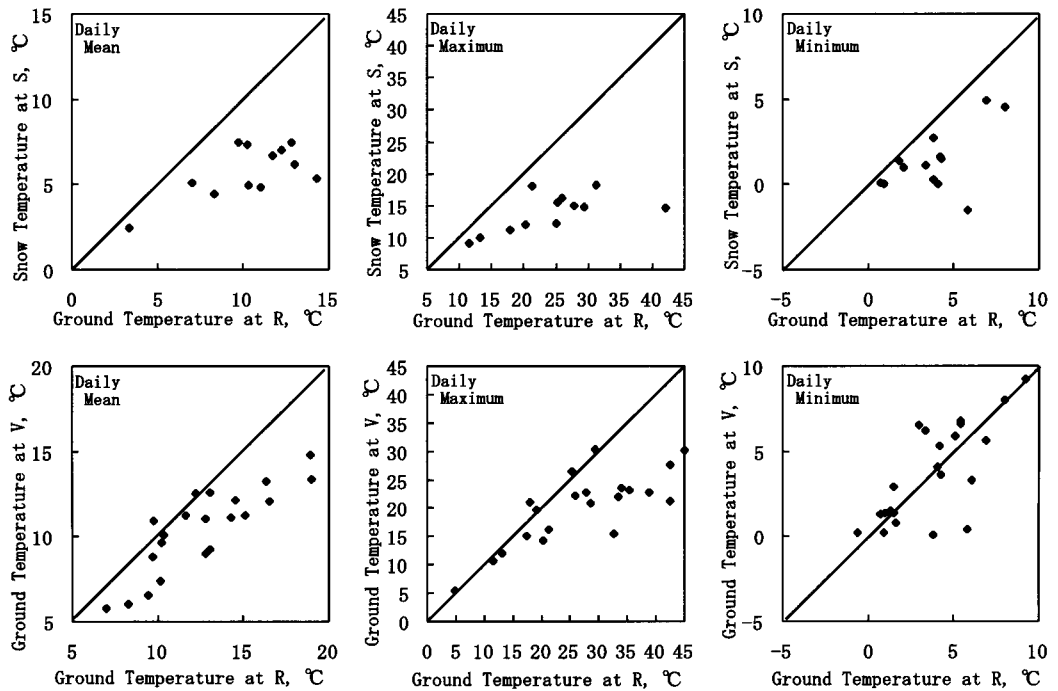 Snow Temperature at S, ℃
15
10
5
0
Daily
Mean
0 5 10 15
Ground Temperature at R, ℃
Snow Temperature at S, ℃
45
40
35
30
25
20
15
10
5
Daily
Maximum
5 10 15 20 25 30 35 40 45
Ground Temperature at R, ℃
Snow Temperature at S, ℃
10
5
0
-5
Daily
Minimum
-5 0 5 10
Ground Temperature at R, ℃
Ground Temperature at V, ℃
20
15
10
5
Daily
Mean
5 10 15 20
Ground Temperature at R, ℃
Ground Temperature at V, ℃
45
40
35
30
25
20
15
10
5
0
Daily
Maximum
0 5 10 15 20 25 30 35 40 45
Ground Temperature at R, ℃
Ground Temperature at V, ℃
10
5
0
-5
Daily
Minimum
-5 0 5 10
Ground Temperature at R, ℃